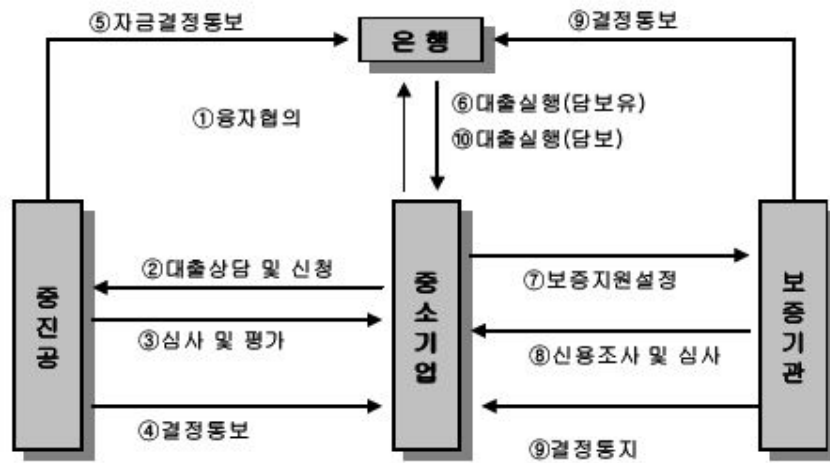 ⑤자금결정통보
은 행
⑨결정통보
①융자협의
⑥대출실행(담보유)
⑩대출실행(담보)
②대출상담 및 신청
③심사 및 평가
④결정통보
중진공
중소기업
보증기관
⑦보증지원설정
⑧신용조사 및 심사
⑨결정통지